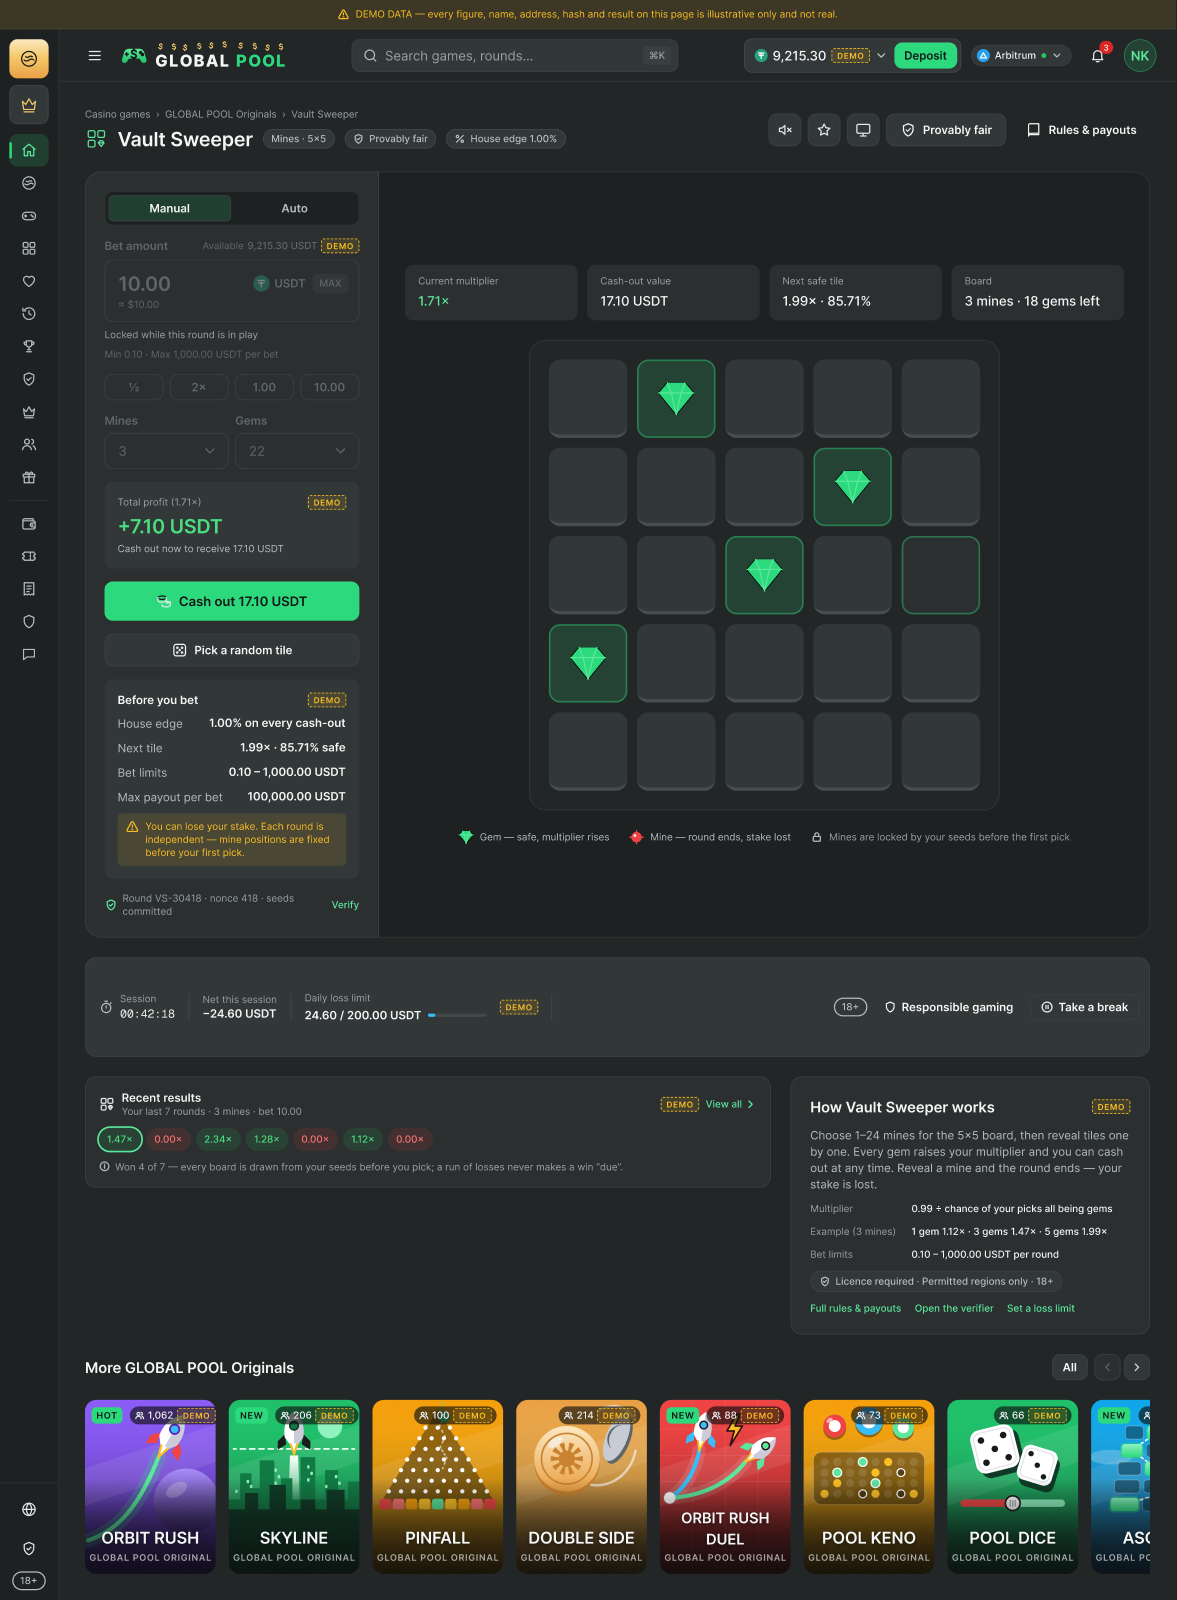 DEMO DATA — every figure, name, address, hash and result on this page is illustrative only and not real.
GLOBAL POOL
Search games, rounds...
⌘K
9,215.30 DEMO
Deposit
Arbitrum
3
NK
Casino games › GLOBAL POOL Originals › Vault Sweeper
Vault Sweeper
Mines · 5×5
Provably fair
House edge 1.00%
Provably fair
Rules & payouts
Manual
Auto
Bet amount
Available 9,215.30 USDT DEMO
10.00
USDT
MAX
≈ $10.00
Locked while this round is in play
Min 0.10 · Max 1,000.00 USDT per bet
½
2×
1.00
10.00
Mines
Gems
3
22
Total profit (1.71×)
DEMO
+7.10 USDT
Cash out now to receive 17.10 USDT
Cash out 17.10 USDT
Pick a random tile
Before you bet
DEMO
House edge 1.00% on every cash-out
Next tile 1.99× · 85.71% safe
Bet limits 0.10 – 1,000.00 USDT
Max payout per bet 100,000.00 USDT
You can lose your stake. Each round is
independent — mine positions are fixed
before your first pick.
Round VS-30418 · nonce 418 · seeds
committed
Verify
Current multiplier
1.71×
Cash-out value
17.10 USDT
Next safe tile
1.99× · 85.71%
Board
3 mines · 18 gems left
Gem — safe, multiplier rises
Mine — round ends, stake lost
Mines are locked by your seeds before the first pick
Session
00:42:18
Net this session
−24.60 USDT
Daily loss limit
24.60 / 200.00 USDT
DEMO
18+
Responsible gaming
Take a break
Recent results
Your last 7 rounds · 3 mines · bet 10.00
DEMO
View all
1.47×
0.00×
2.34×
1.28×
0.00×
1.12×
0.00×
Won 4 of 7 — every board is drawn from your seeds before you pick; a run of losses never makes a win “due”.
How Vault Sweeper works
DEMO
Choose 1–24 mines for the 5×5 board, then reveal tiles one
by one. Every gem raises your multiplier and you can cash
out at any time. Reveal a mine and the round ends — your
stake is lost.
Multiplier 0.99 ÷ chance of your picks all being gems
Example (3 mines) 1 gem 1.12× · 3 gems 1.47× · 5 gems 1.99×
Bet limits 0.10 – 1,000.00 USDT per round
Licence required · Permitted regions only · 18+
Full rules & payouts
Open the verifier
Set a loss limit
More GLOBAL POOL Originals
All
HOT
1,062 DEMO
ORBIT RUSH
GLOBAL POOL ORIGINAL
NEW
206 DEMO
SKYLINE
GLOBAL POOL ORIGINAL
100 DEMO
PINFALL
GLOBAL POOL ORIGINAL
214 DEMO
DOUBLE SIDE
GLOBAL POOL ORIGINAL
NEW
88 DEMO
ORBIT RUSH
DUEL
GLOBAL POOL ORIGINAL
73 DEMO
POOL KENO
GLOBAL POOL ORIGINAL
66 DEMO
POOL DICE
GLOBAL POOL ORIGINAL
NEW
GLOBAL
18+